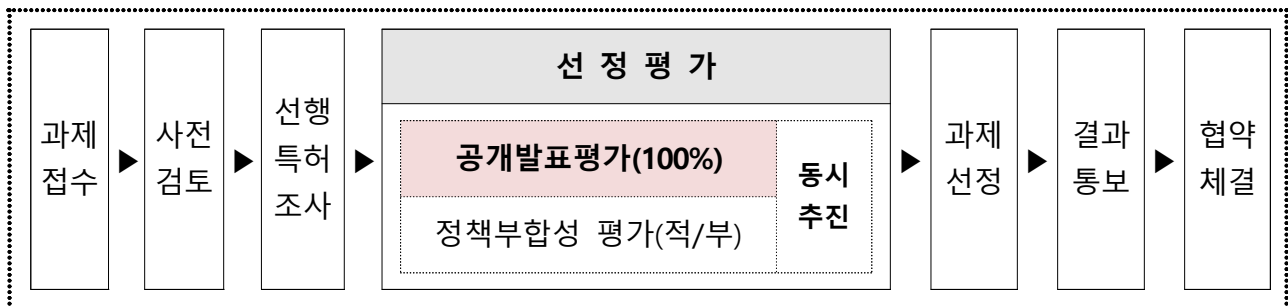 과제
접수
▶
사전
검토
▶
선행
특허
조사
▶
선 정 평 가
공개발표평가(100%)
정책부합성 평가(적/부)
동시
추진
▶
과제
선정
▶
결과
통보
▶
협약
체결